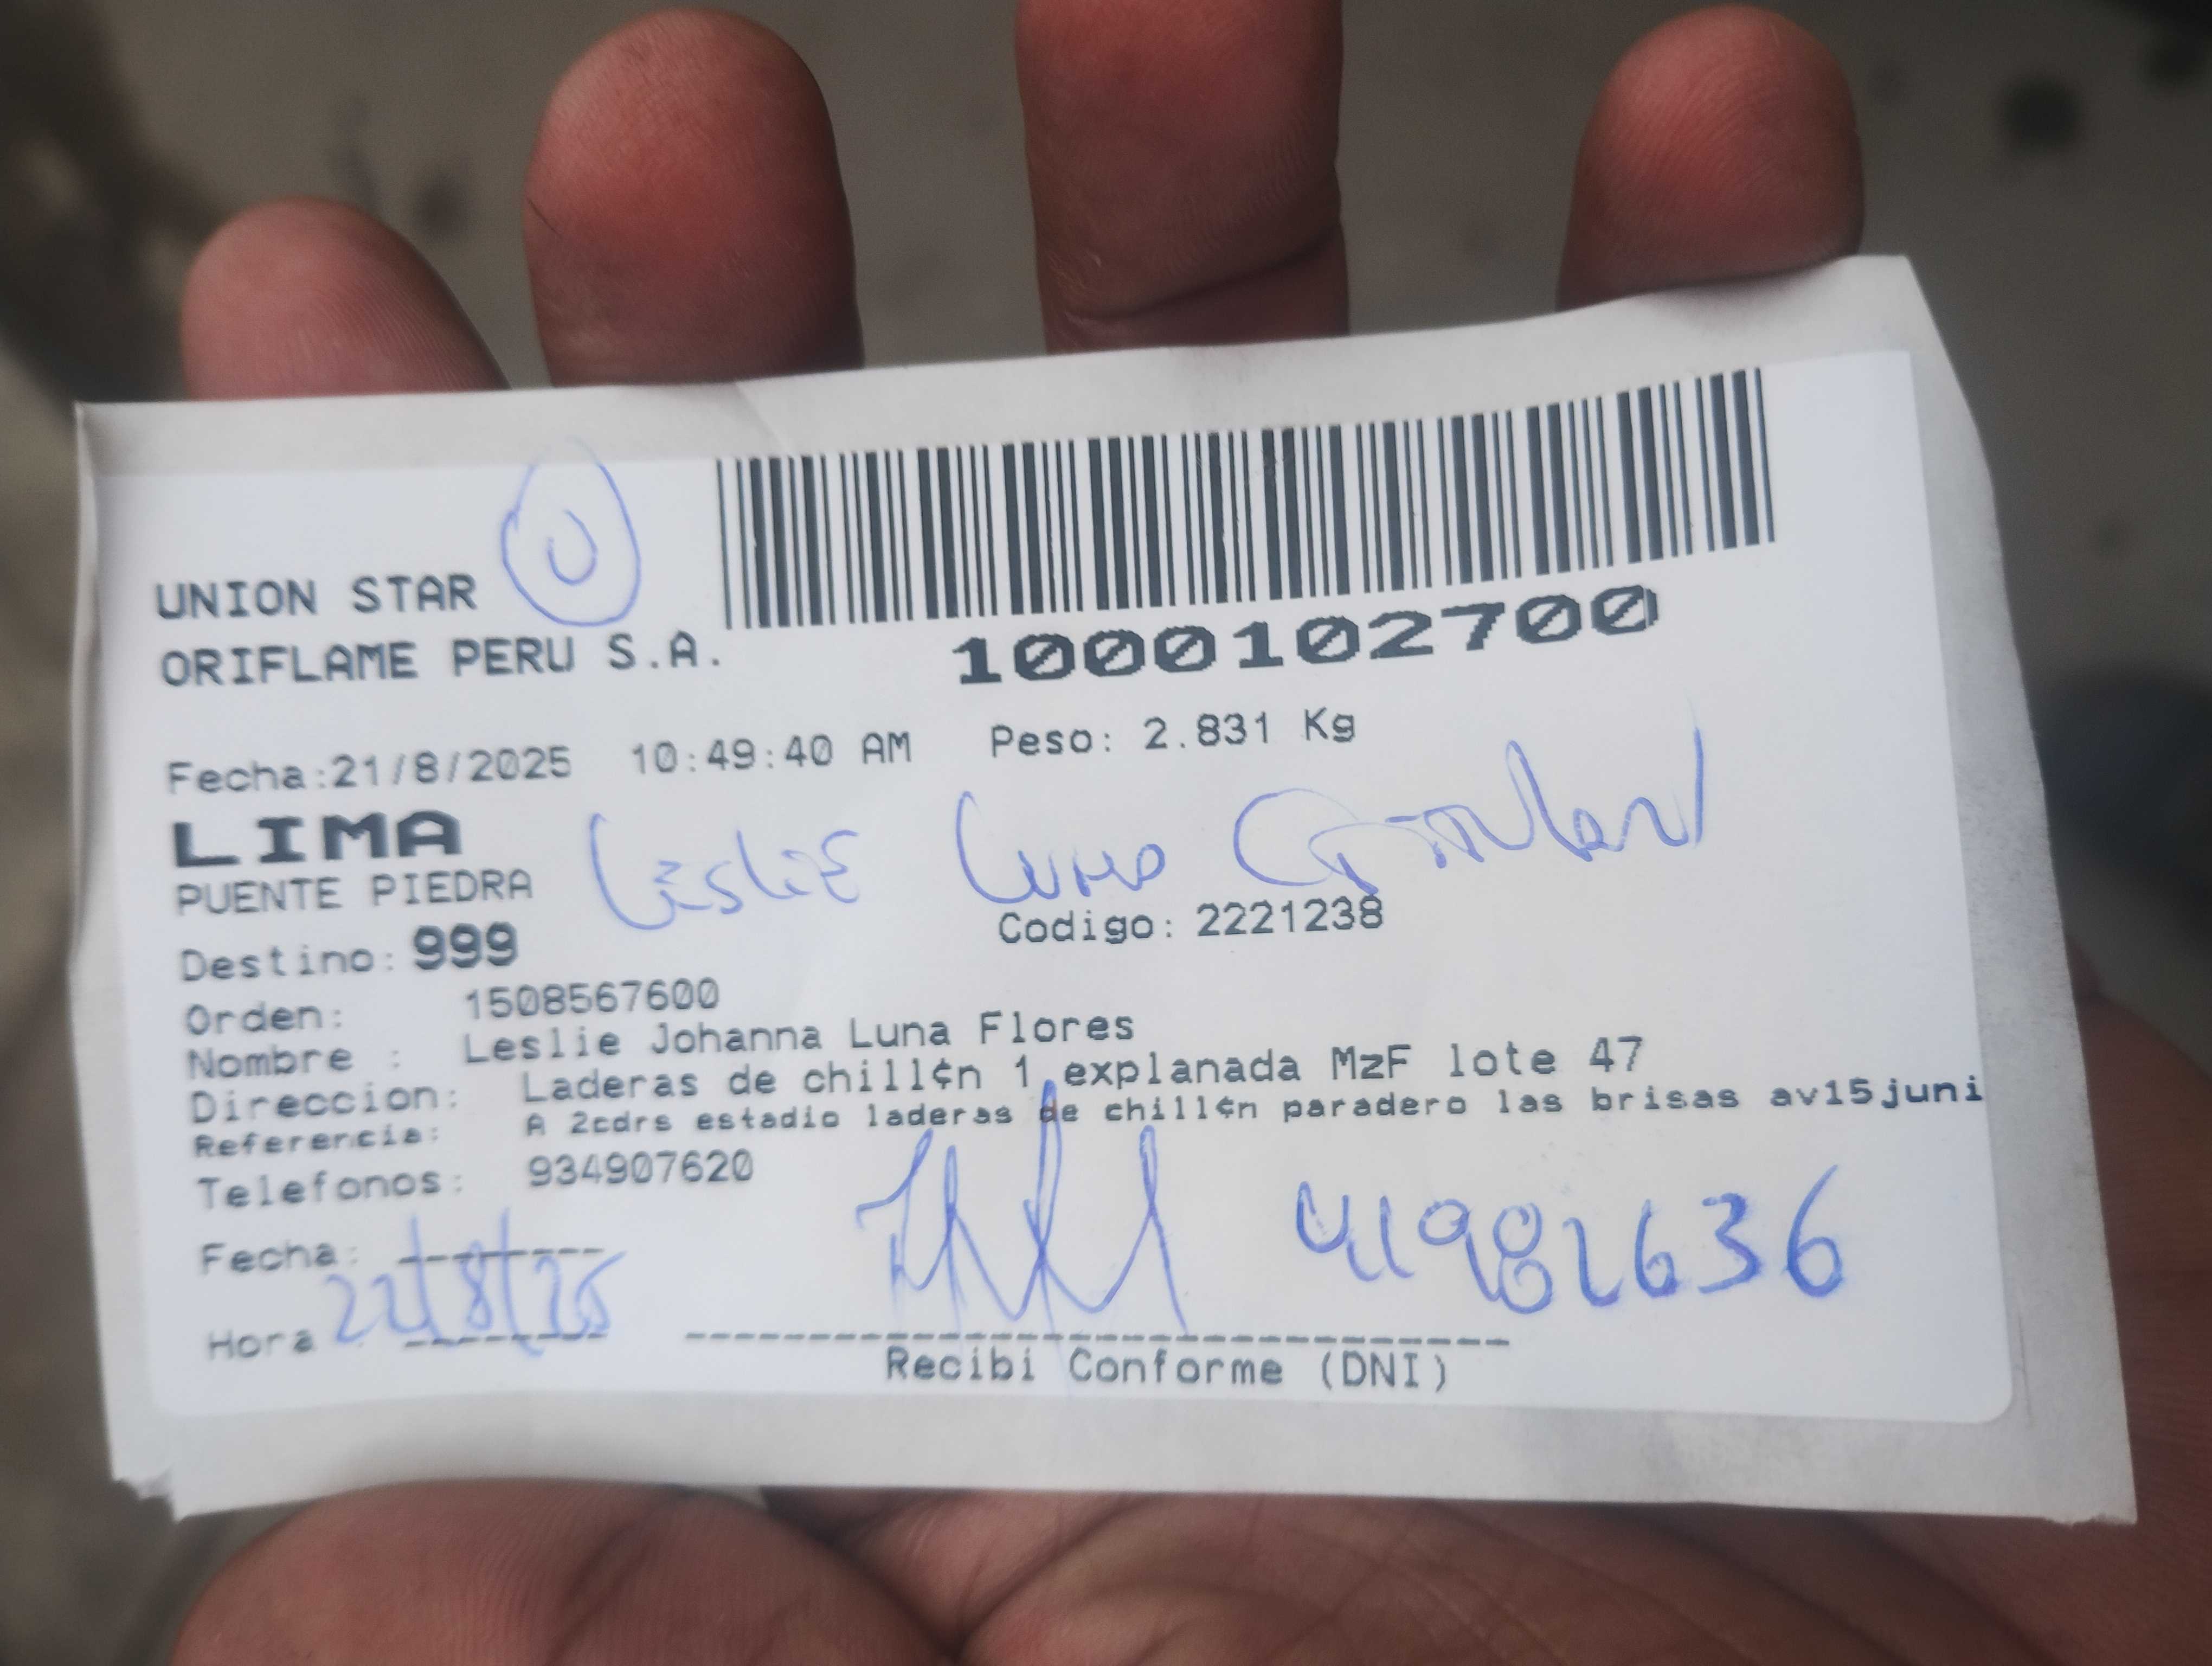 UNION STAR
U
ORIFLAME PERU S.A.
1000102700
Fecha:21/8/2025 10:49:40 AM Peso: 2.831 Kg
LIMA
Leslie Luna
PUENTE PIEDRA
Destino: 999 Codigo: 2221238
Orden: 1508567600
Nombre : Leslie Johanna Luna Flores
Direccion: Laderas de chill¢n 1 explanada MzF lote 47
Referencia: A 2cdrs estadio laderas de chill¢n paradero las brisas av15juni
Telefonos: 934907620
Fecha:
22/8/25
Hora
Recibi Conforme (DNI)